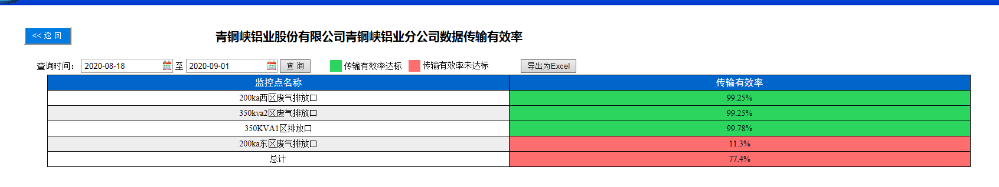 << 返 回
青铜峡铝业股份有限公司青铜峡铝业分公司数据传输有效率
查询时间： 2020-08-18 至 2020-09-01 查 询 传输有效率达标 传输有效率未达标 导出为Excel
监控点名称 传输有效率
200ka西区废气排放口 99.25%
350kva2区废气排放口 99.25%
350KVA1区排放口 99.78%
200ka东区废气排放口 11.3%
总计 77.4%